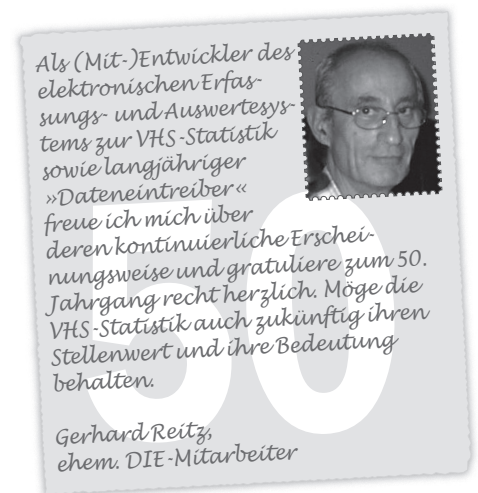 Als (Mit-)Entwickler des
elektronischen Erfas-
sungs- und Auswertesys-
tems zur VHS-Statistik
sowie langjähriger
»Dateneintreiber«
freue ich mich über
deren kontinuierliche Erschei-
nungsweise und gratuliere zum 50.
Jahrgang recht herzlich. Möge die
VHS-Statistik auch zukünftig ihren
Stellenwert und ihre Bedeutung
behalten.
50
Gerhard Reitz,
ehem. DIE-Mitarbeiter